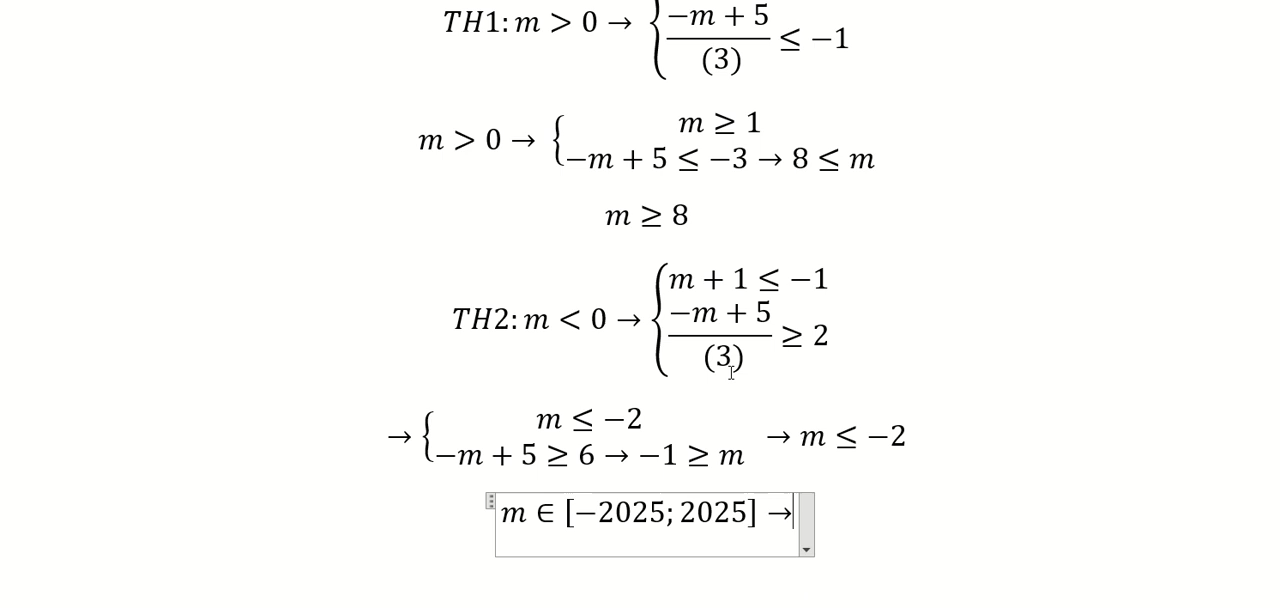 TH1: m > 0 → { (−m + 5)/(3) ≤ −1
m > 0 → { m ≥ 1
−m + 5 ≤ −3 → 8 ≤ m
m ≥ 8
TH2: m < 0 → { m + 1 ≤ −1
(−m + 5)/(3) ≥ 2
→ { m ≤ −2
−m + 5 ≥ 6 → −1 ≥ m → m ≤ −2
m ∈ [−2025; 2025] →